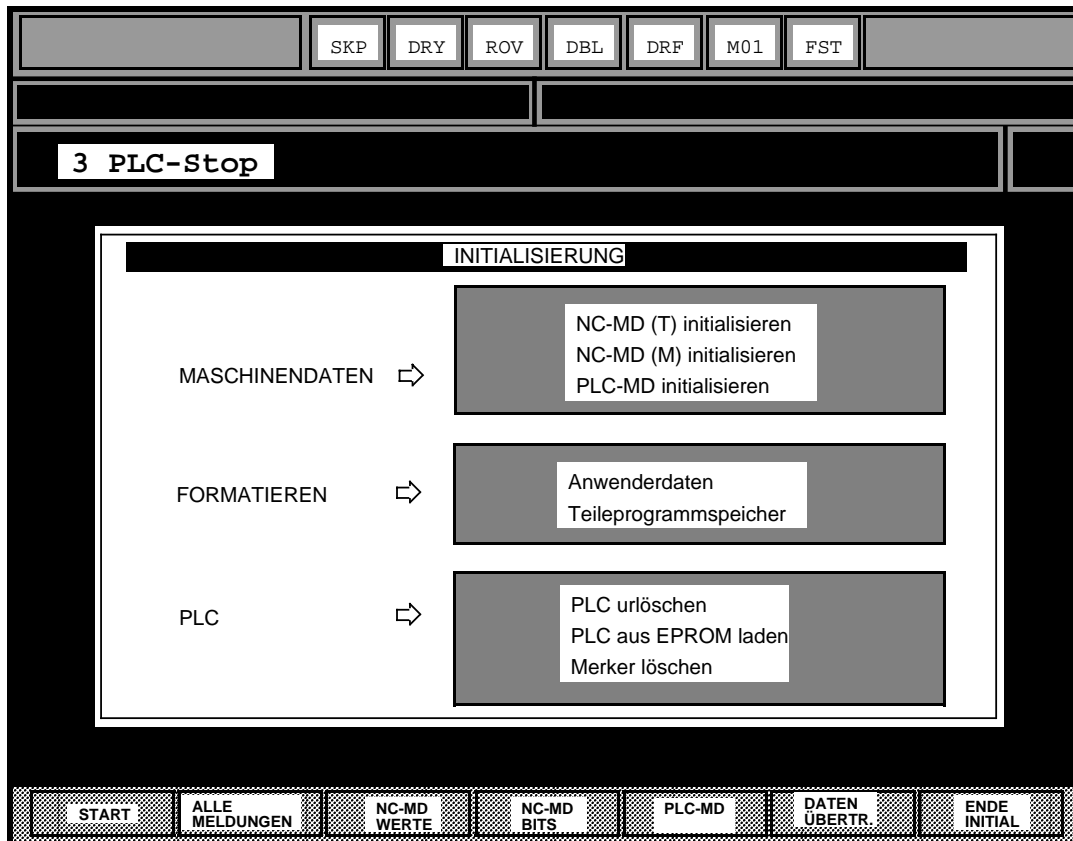 SKP DRY ROV DBL DRF M01 FST
3 PLC-Stop
INITIALISIERUNG
MASCHINENDATEN
NC-MD (T) initialisieren
NC-MD (M) initialisieren
PLC-MD initialisieren
FORMATIEREN
Anwenderdaten
Teileprogrammspeicher
PLC
PLC urlöschen
PLC aus EPROM laden
Merker löschen
START
ALLE
MELDUNGEN
NC-MD
WERTE
NC-MD
BITS
PLC-MD
DATEN
ÜBERTR.
ENDE
INITIAL